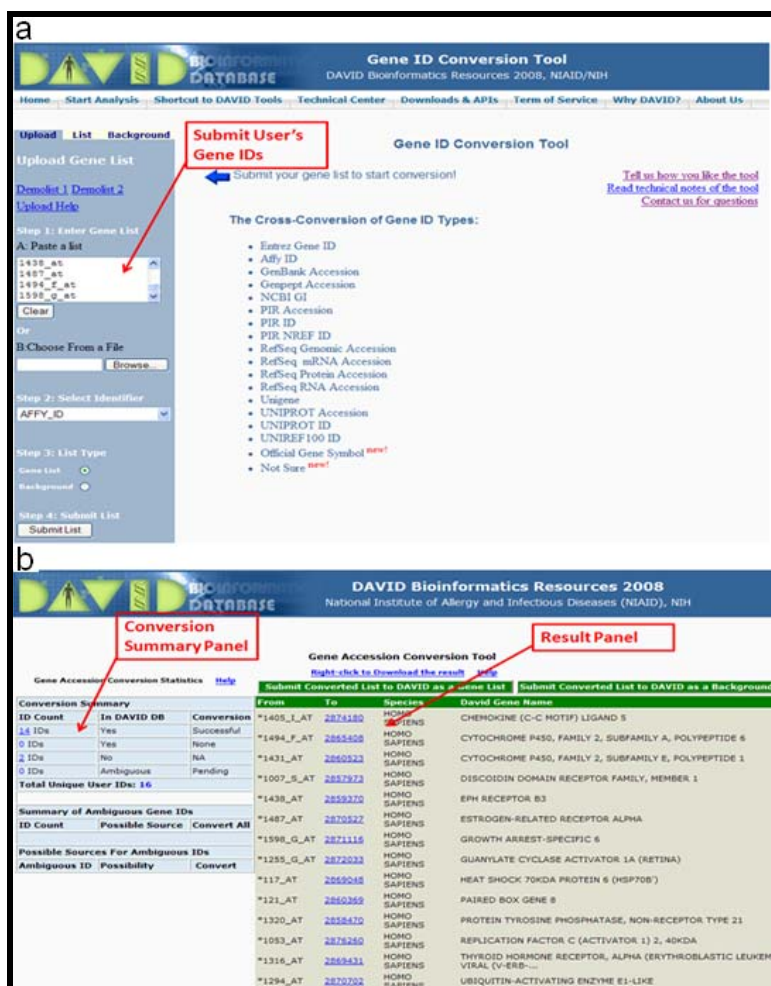 a
DAVID BIOINFORMATICS DATABASE
Gene ID Conversion Tool
DAVID Bioinformatics Resources 2008, NIAID/NIH
Home Start Analysis Shortcut to DAVID Tools Technical Center Downloads & APIs Term of Service Why DAVID? About Us
Upload List Background
Upload Gene List
Demolist 1 Demolist 2
Upload Help
Step 1: Enter Gene List
A: Paste a list
1438_at
1487_at
1494_f_at
1598_g_at
Clear
Or
B:Choose From a File
Browse...
Step 2: Select Identifier
AFFY_ID
Step 3: List Type
Gene List
Background
Step 4: Submit List
Submit List
Submit User's
Gene IDs
Gene ID Conversion Tool
Submit your gene list to start conversion!
Tell us how you like the tool
Read technical notes of the tool
Contact us for questions
The Cross-Conversion of Gene ID Types:
Entrez Gene ID
Affy ID
GenBank Accession
Genpept Accession
NCBI GI
PIR Accession
PIR ID
PIR NREF ID
RefSeq Genomic Accession
RefSeq mRNA Accession
RefSeq Protein Accession
RefSeq RNA Accession
Unigene
UNIPROT Accession
UNIPROT ID
UNIREF100 ID
Official Gene Symbol new!
Not Sure new!
b
DAVID BIOINFORMATICS DATABASE
DAVID Bioinformatics Resources 2008
National Institute of Allergy and Infectious Diseases (NIAID), NIH
Conversion
Summary Panel
Result Panel
Gene Accession Conversion Tool
Gene Accession Conversion Statistics Help
Right-click to Download the result Help
Submit Converted List to DAVID as a Gene List Submit Converted List to DAVID as a Background
Conversion Summary
ID Count In DAVID DB Conversion
14 IDs Yes Successful
0 IDs Yes None
2 IDs No NA
0 IDs Ambiguous Pending
Total Unique User IDs: 16
Summary of Ambiguous Gene IDs
ID Count Possible Source Convert All
Possible Sources For Ambiguous IDs
Ambiguous ID Possibility Convert
From To Species David Gene Name
*1405_I_AT 2874180 HOMO SAPIENS CHEMOKINE (C-C MOTIF) LIGAND 5
*1494_F_AT 2865408 HOMO SAPIENS CYTOCHROME P450, FAMILY 2, SUBFAMILY A, POLYPEPTIDE 6
*1431_AT 2860523 HOMO SAPIENS CYTOCHROME P450, FAMILY 2, SUBFAMILY E, POLYPEPTIDE 1
*1007_S_AT 2857973 HOMO SAPIENS DISCOIDIN DOMAIN RECEPTOR FAMILY, MEMBER 1
*1438_AT 2859370 HOMO SAPIENS EPH RECEPTOR B3
*1487_AT 2870527 HOMO SAPIENS ESTROGEN-RELATED RECEPTOR ALPHA
*1598_G_AT 2871116 HOMO SAPIENS GROWTH ARREST-SPECIFIC 6
*1255_G_AT 2872033 HOMO SAPIENS GUANYLATE CYCLASE ACTIVATOR 1A (RETINA)
*117_AT 2869048 HOMO SAPIENS HEAT SHOCK 70KDA PROTEIN 6 (HSP70B')
*121_AT 2860369 HOMO SAPIENS PAIRED BOX GENE 8
*1320_AT 2858470 HOMO SAPIENS PROTEIN TYROSINE PHOSPHATASE, NON-RECEPTOR TYPE 21
*1053_AT 2876260 HOMO SAPIENS REPLICATION FACTOR C (ACTIVATOR 1) 2, 40KDA
*1316_AT 2869431 HOMO SAPIENS THYROID HORMONE RECEPTOR, ALPHA (ERYTHROBLASTIC LEUKEM
VIRAL (V-ERB-...
*1294_AT 2870702 HOMO SAPIENS UBIQUITIN-ACTIVATING ENZYME E1-LIKE